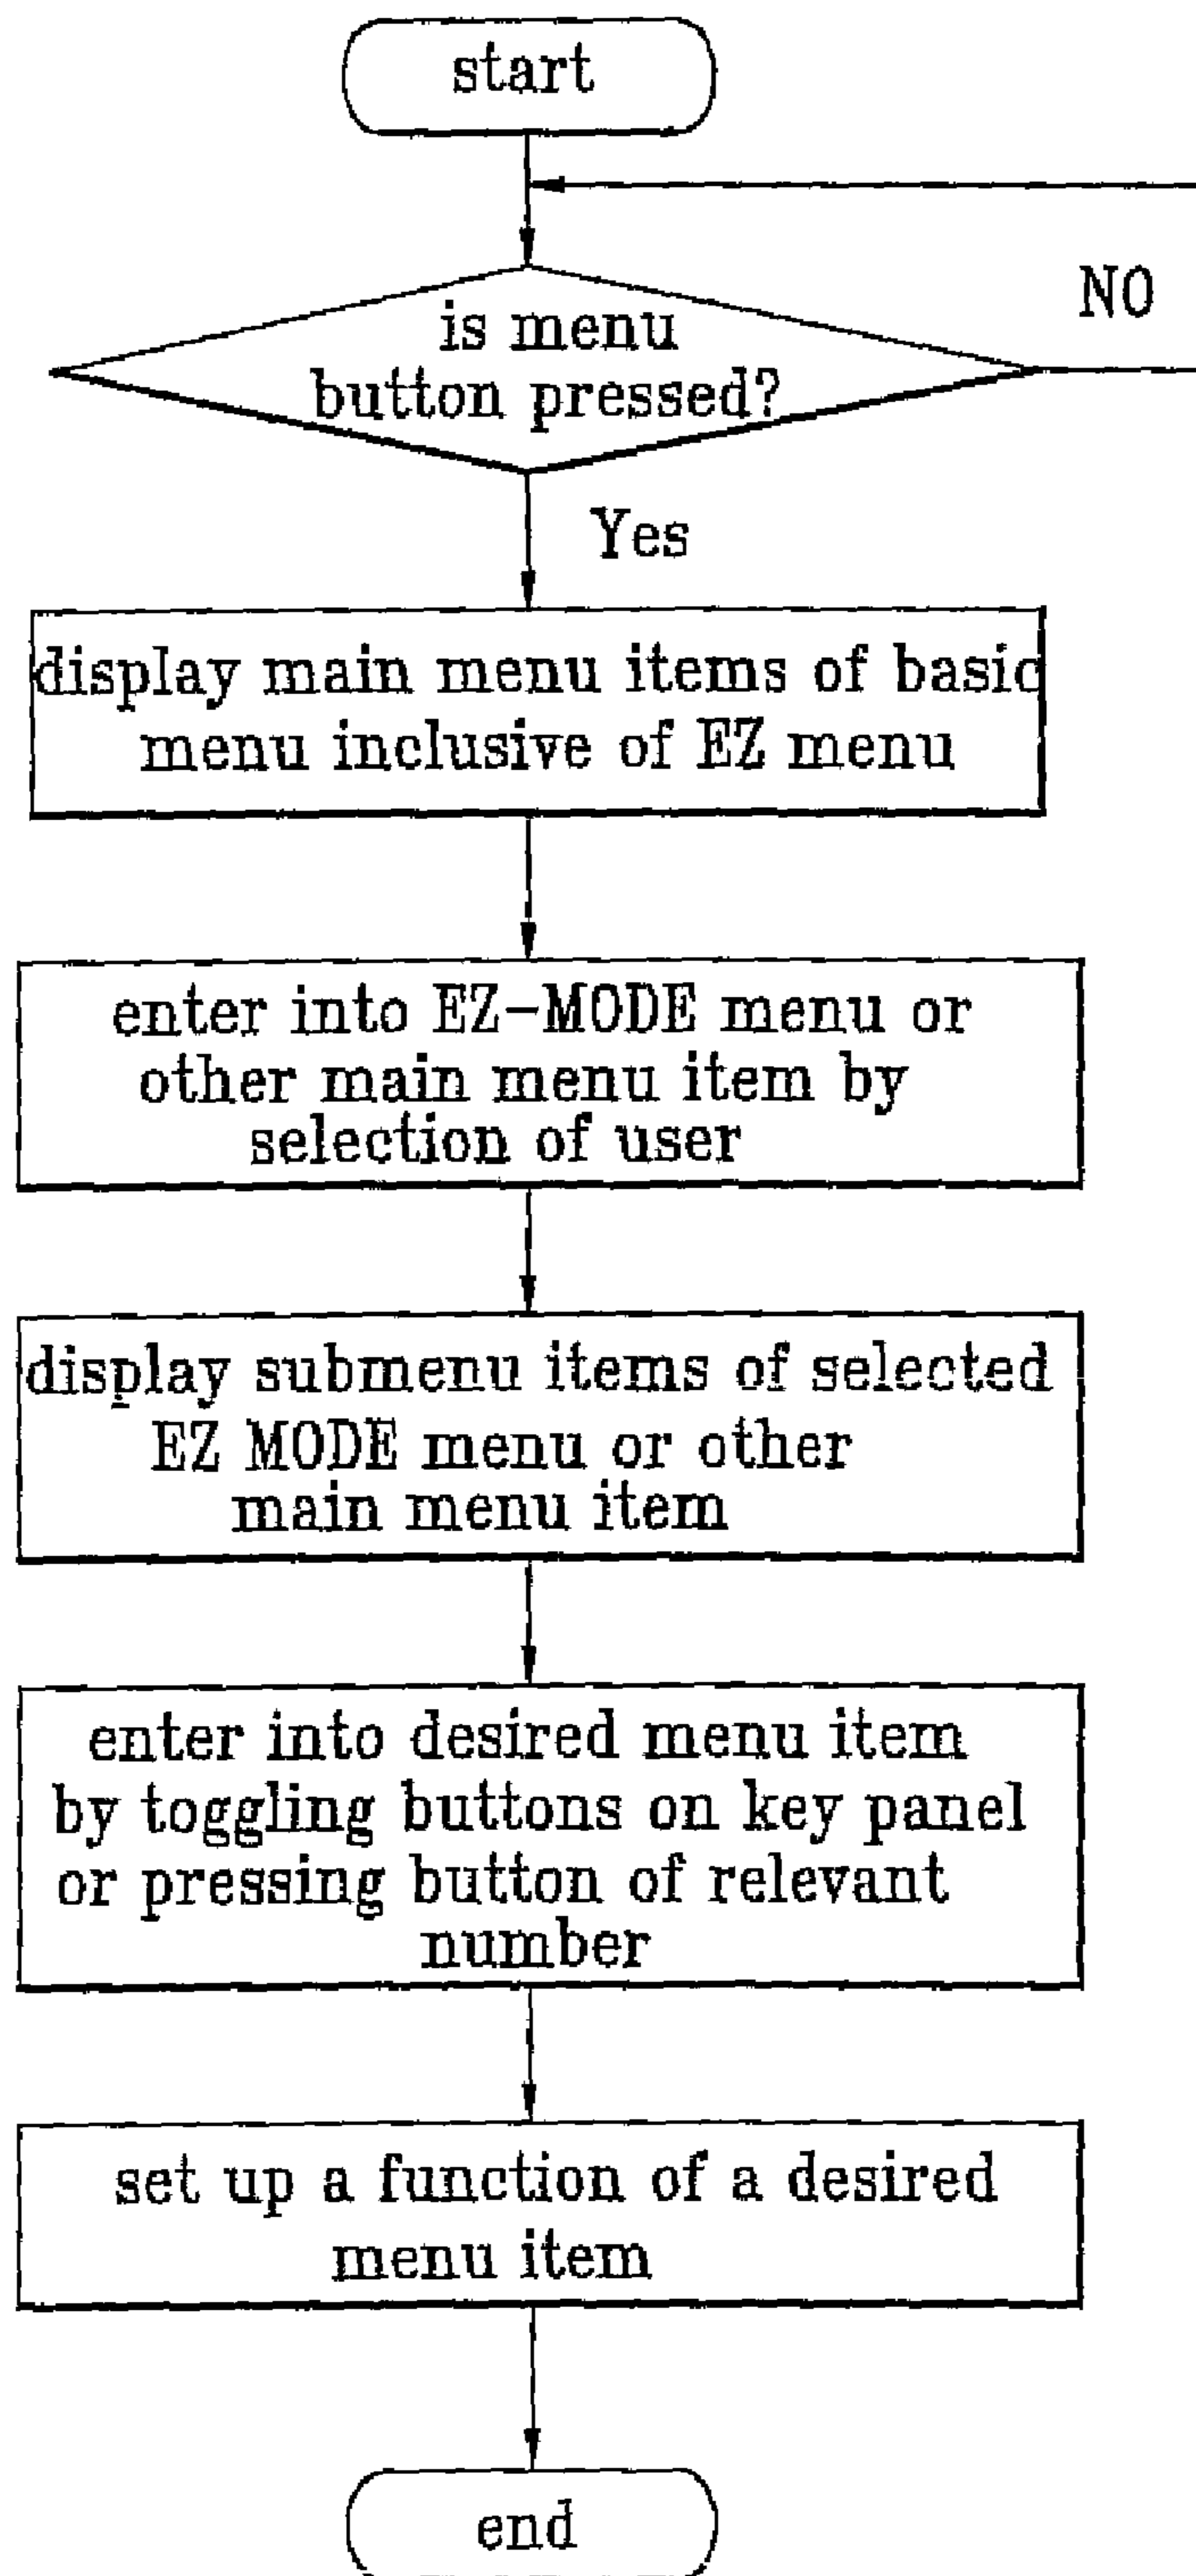 start
is menu
button pressed?
NO
Yes
display main menu items of basic
menu inclusive of EZ menu
enter into EZ-MODE menu or
other main menu item by
selection of user
display submenu items of selected
EZ MODE menu or other
main menu item
enter into desired menu item
by toggling buttons on key panel
or pressing button of relevant
number
set up a function of a desired
menu item
end